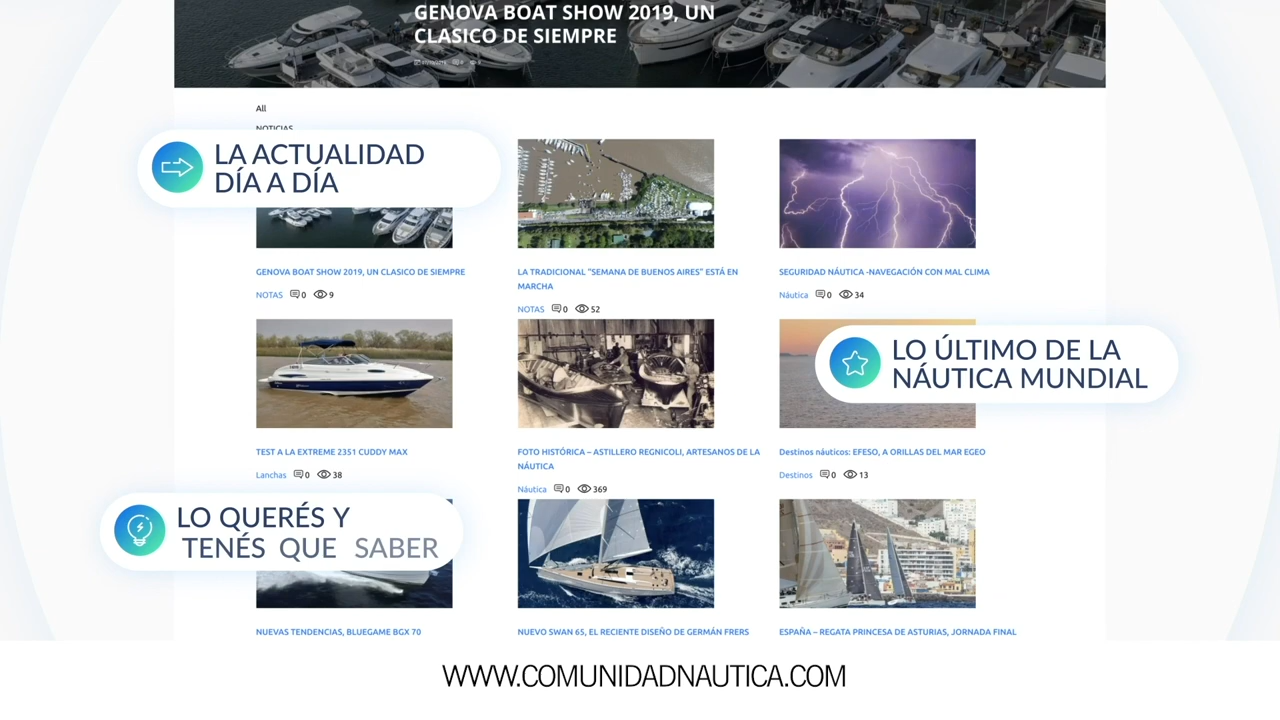 GENOVA BOAT SHOW 2019, UN
CLASICO DE SIEMPRE
All
NOTICIAS
LA ACTUALIDAD
DÍA A DÍA
GENOVA BOAT SHOW 2019, UN CLASICO DE SIEMPRE
NOTAS 0 9
LA TRADICIONAL “SEMANA DE BUENOS AIRES” ESTÁ EN
MARCHA
NOTAS 0 52
SEGURIDAD NÁUTICA -NAVEGACIÓN CON MAL CLIMA
Náutica 0 34
LO ÚLTIMO DE LA
NÁUTICA MUNDIAL
TEST A LA EXTREME 2351 CUDDY MAX
Lanchas 0 38
FOTO HISTÓRICA – ASTILLERO REGNICOLI, ARTESANOS DE LA
NÁUTICA
Náutica 0 369
Destinos náuticos: EFESO, A ORILLAS DEL MAR EGEO
Destinos 0 13
LO QUERÉS Y
TENÉS QUE SABER
NUEVAS TENDENCIAS, BLUEGAME BGX 70
NUEVO SWAN 65, EL RECIENTE DISEÑO DE GERMÁN FRERS
ESPAÑA – REGATA PRINCESA DE ASTURIAS, JORNADA FINAL
WWW.COMUNIDADNAUTICA.COM